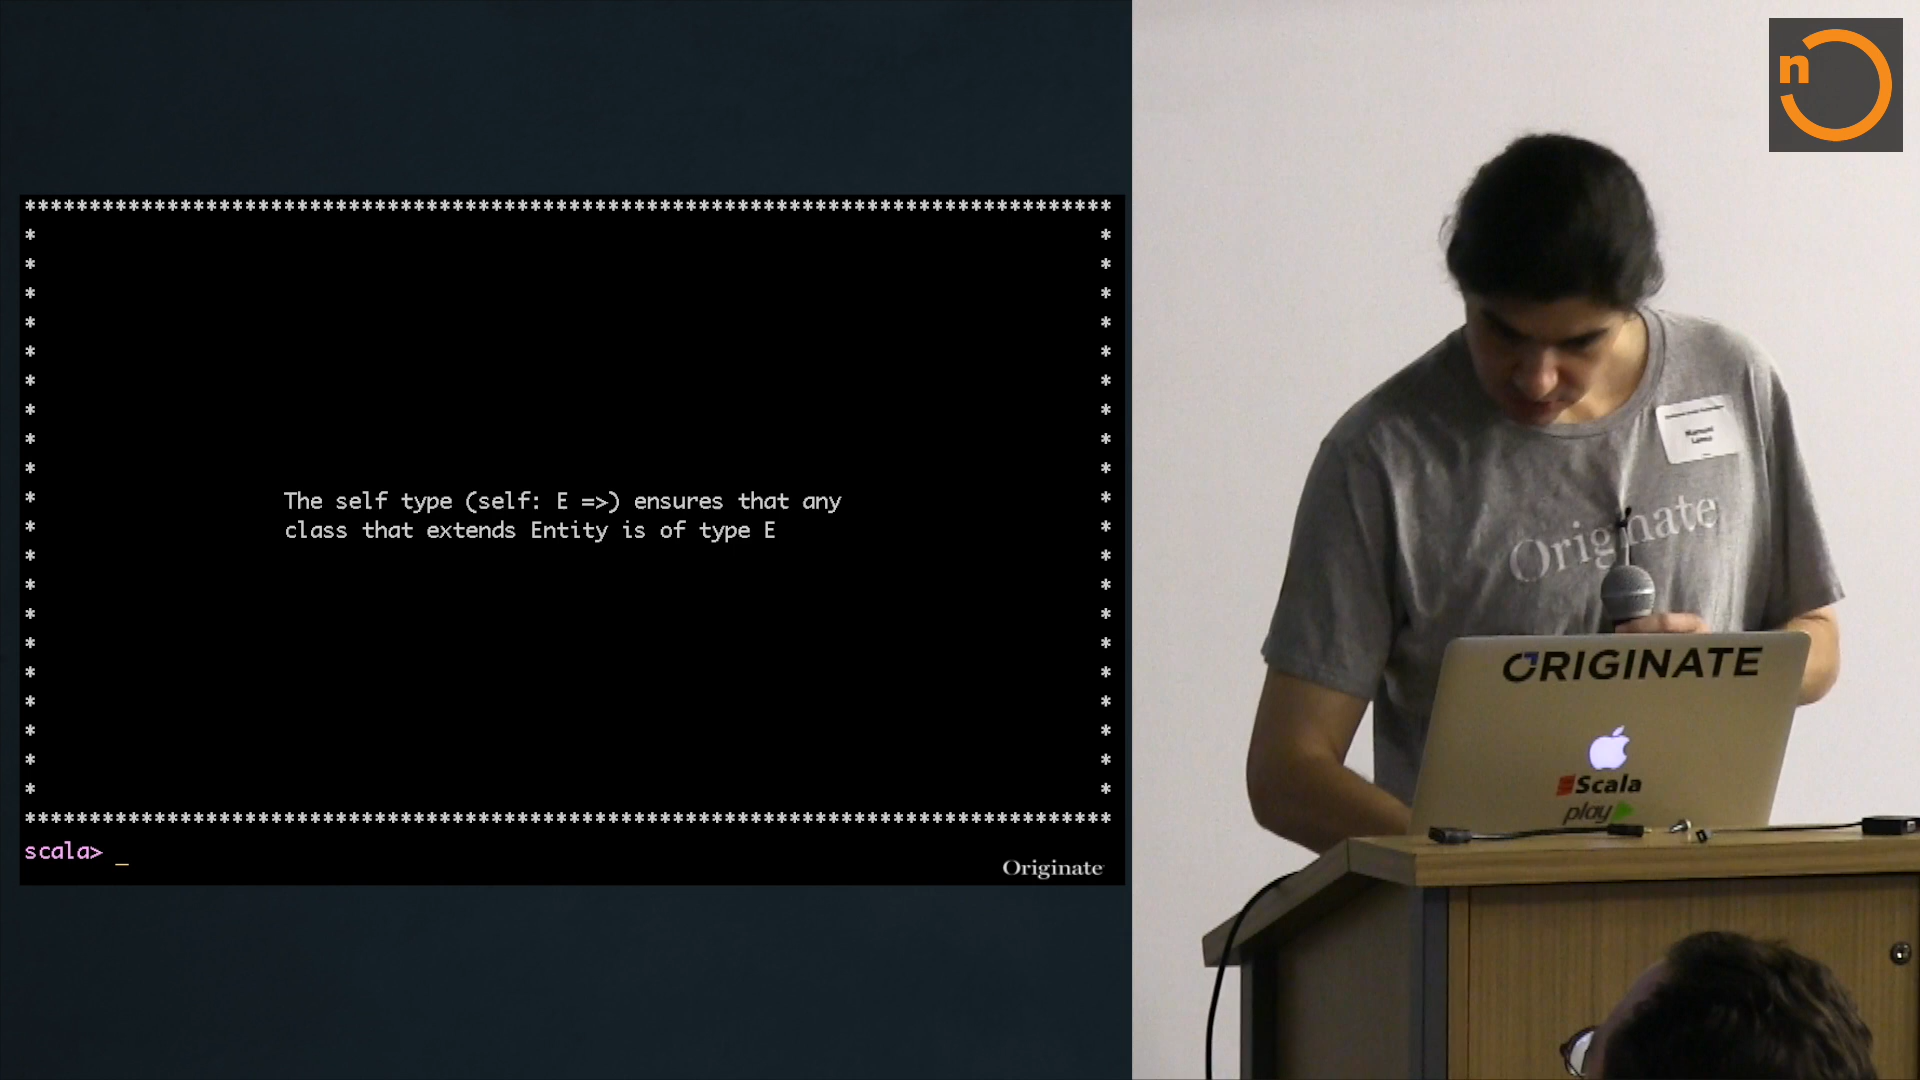 ********************************************************************************
*                                                                              *
*                                                                              *
*                                                                              *
*                                                                              *
*                                                                              *
*                                                                              *
*                                                                              *
*                                                                              *
*                                                                              *
* The self type (self: E =>) ensures that any *
* class that extends Entity is of type E *
*                                                                              *
*                                                                              *
*                                                                              *
*                                                                              *
*                                                                              *
*                                                                              *
*                                                                              *
*                                                                              *
*                                                                              *
********************************************************************************
scala> _
Originate
n
Originate
ORIGINATE
Scala
play